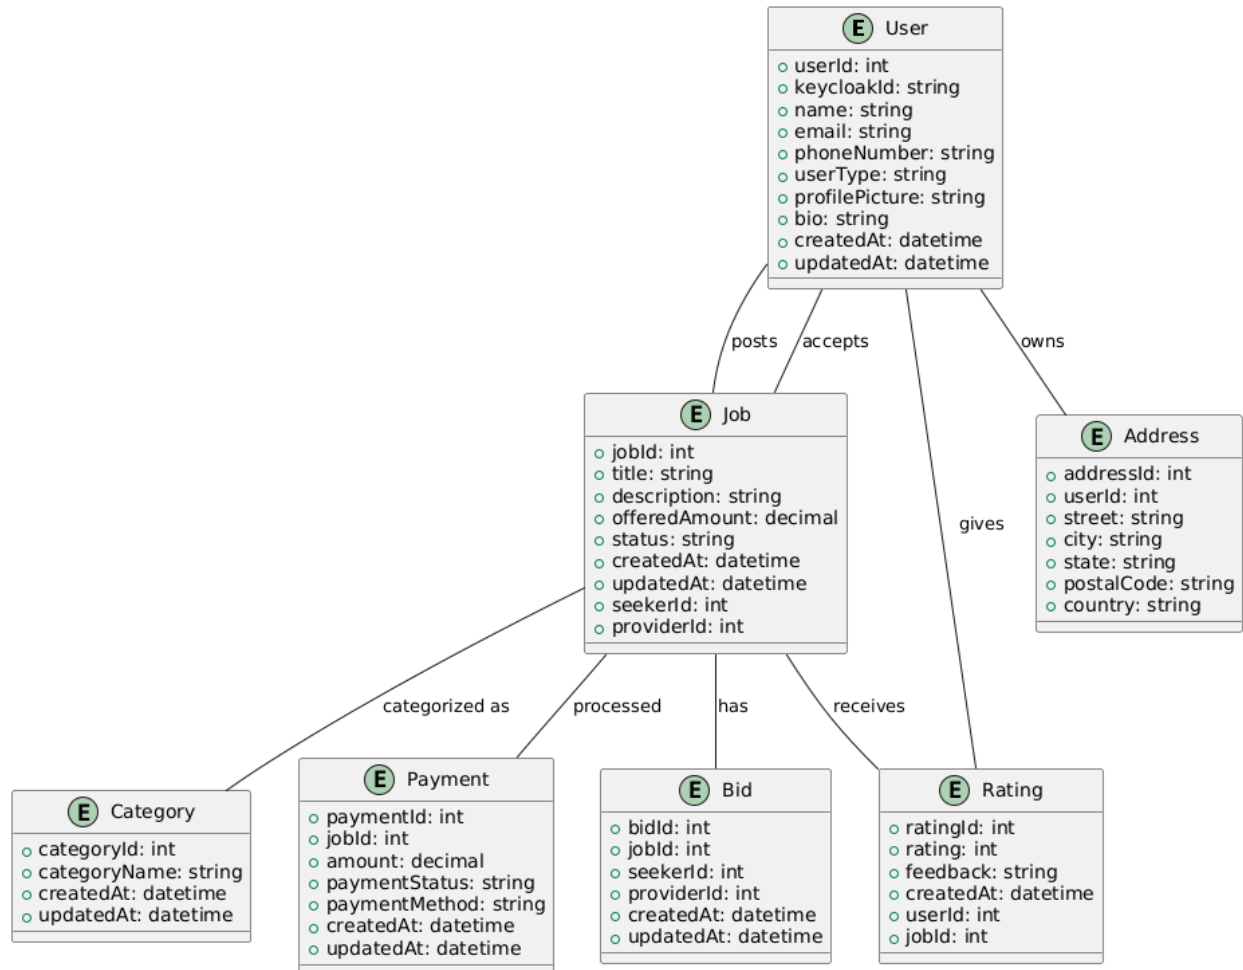 E User
userId: int
keycloakId: string
name: string
email: string
phoneNumber: string
userType: string
profilePicture: string
bio: string
createdAt: datetime
updatedAt: datetime
posts
accepts
owns
E Job
jobId: int
title: string
description: string
offeredAmount: decimal
status: string
createdAt: datetime
updatedAt: datetime
seekerId: int
providerId: int
E Address
addressId: int
userId: int
street: string
city: string
state: string
postalCode: string
country: string
gives
categorized as
processed
has
receives
E Category
categoryId: int
categoryName: string
createdAt: datetime
updatedAt: datetime
E Payment
paymentId: int
jobId: int
amount: decimal
paymentStatus: string
paymentMethod: string
createdAt: datetime
updatedAt: datetime
E Bid
bidId: int
jobId: int
seekerId: int
providerId: int
createdAt: datetime
updatedAt: datetime
E Rating
ratingId: int
rating: int
feedback: string
createdAt: datetime
userId: int
jobId: int